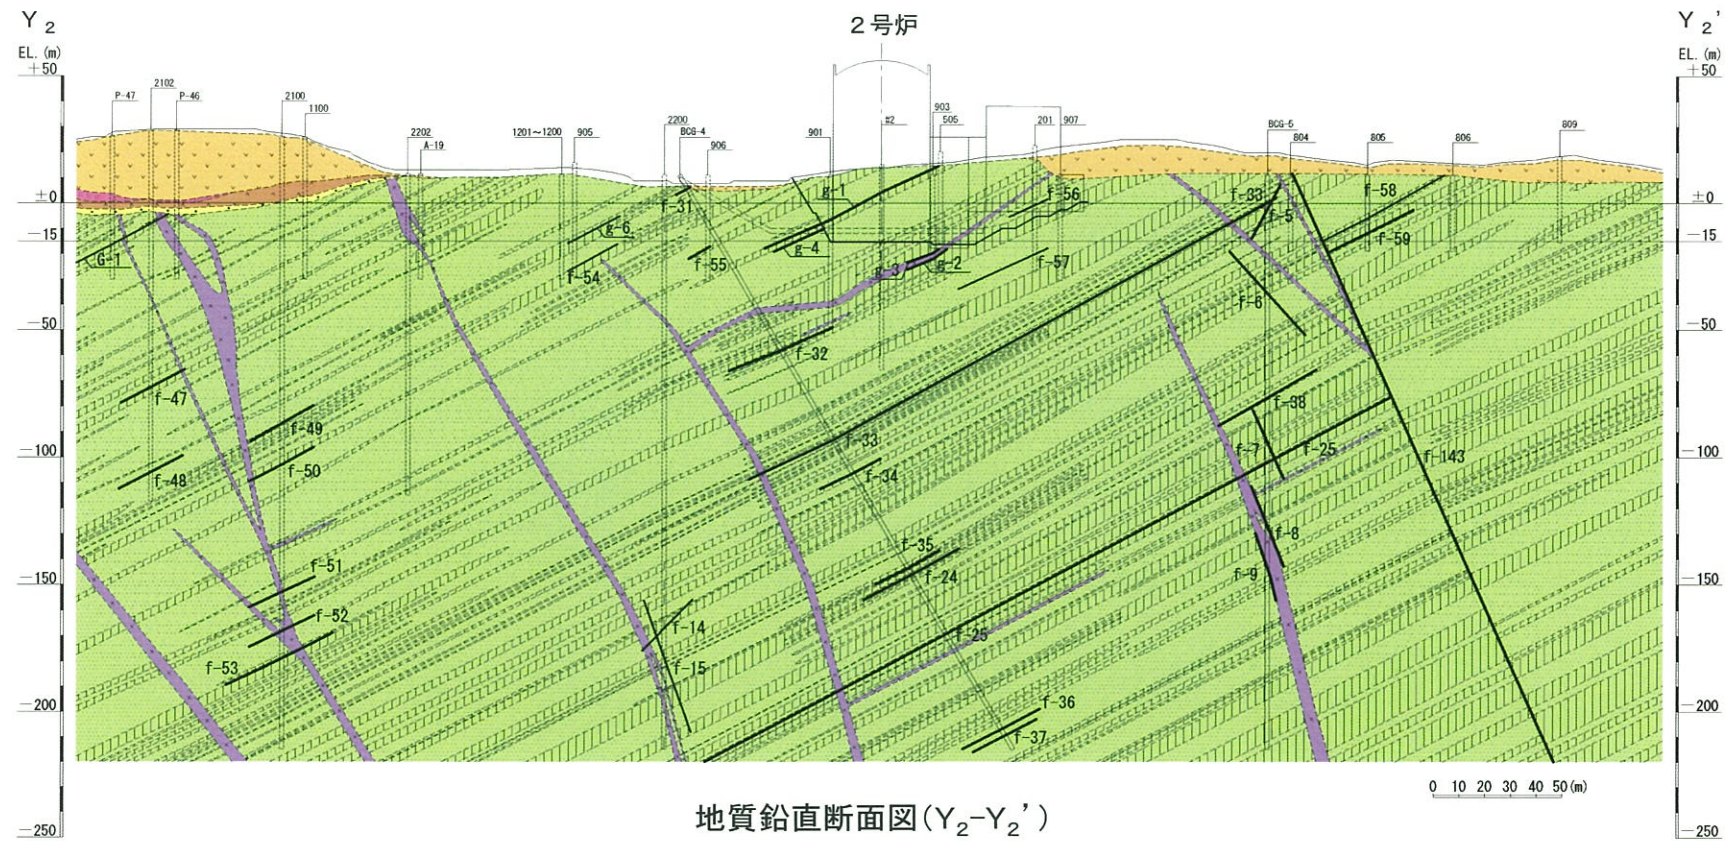 Y2
２号炉
Y2'
EL. (m)
EL. (m)
+50
+50
2102
P-47
P-46
2100
1100
2202
A-19
1201～1200
905
2200
BCG-4
906
901
#2
903
505
201
907
BCG-5
804
805
806
809
±0
±0
-15
-15
-50
-50
-100
-100
-150
-150
-200
-200
-250
-250
G-1
g-6
f-54
f-31
f-55
g-1
g-4
g-3
g-2
f-56
f-57
f-33
f-5
f-58
f-59
f-6
f-32
f-47
f-48
f-49
f-50
f-33
f-34
f-38
f-7
f-25
f-143
f-35
f-24
f-8
f-9
f-51
f-52
f-53
f-14
f-15
f-25
f-36
f-37
0 10 20 30 40 50(m)
地質鉛直断面図(Y2-Y2')